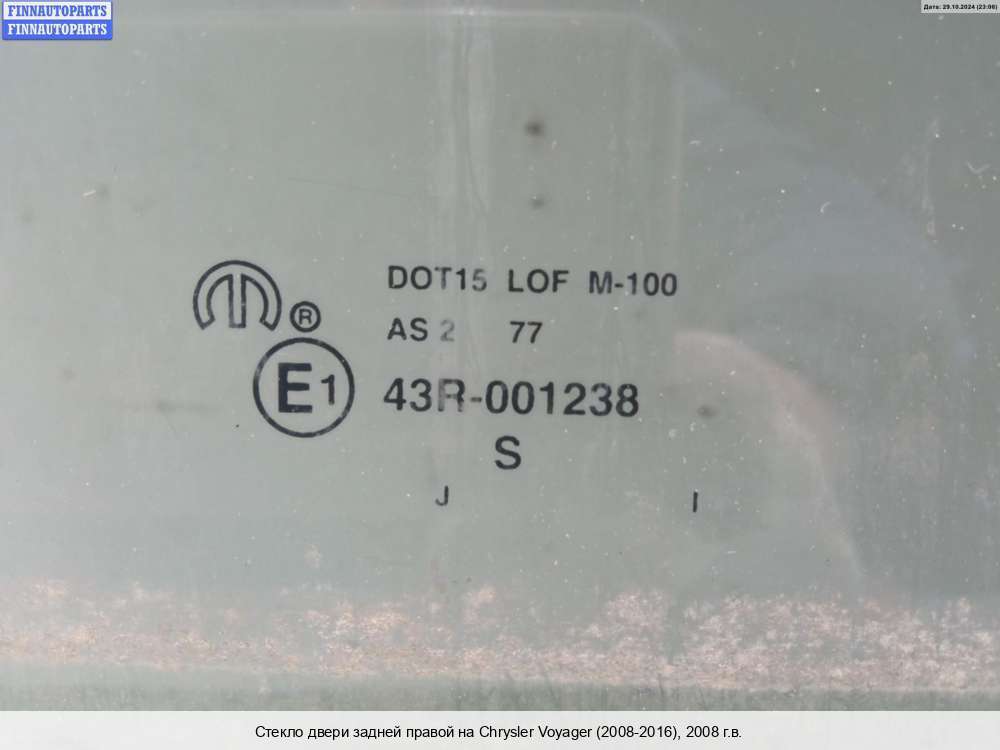 FINNAUTOPARTS
FINNAUTOPARTS
Дата: 29.10.2024 (23:06)
DOT15 LOF M-100
AS 2 77
®
E1 43R-001238
S
J I
Стекло двери задней правой на Chrysler Voyager (2008-2016), 2008 г.в.